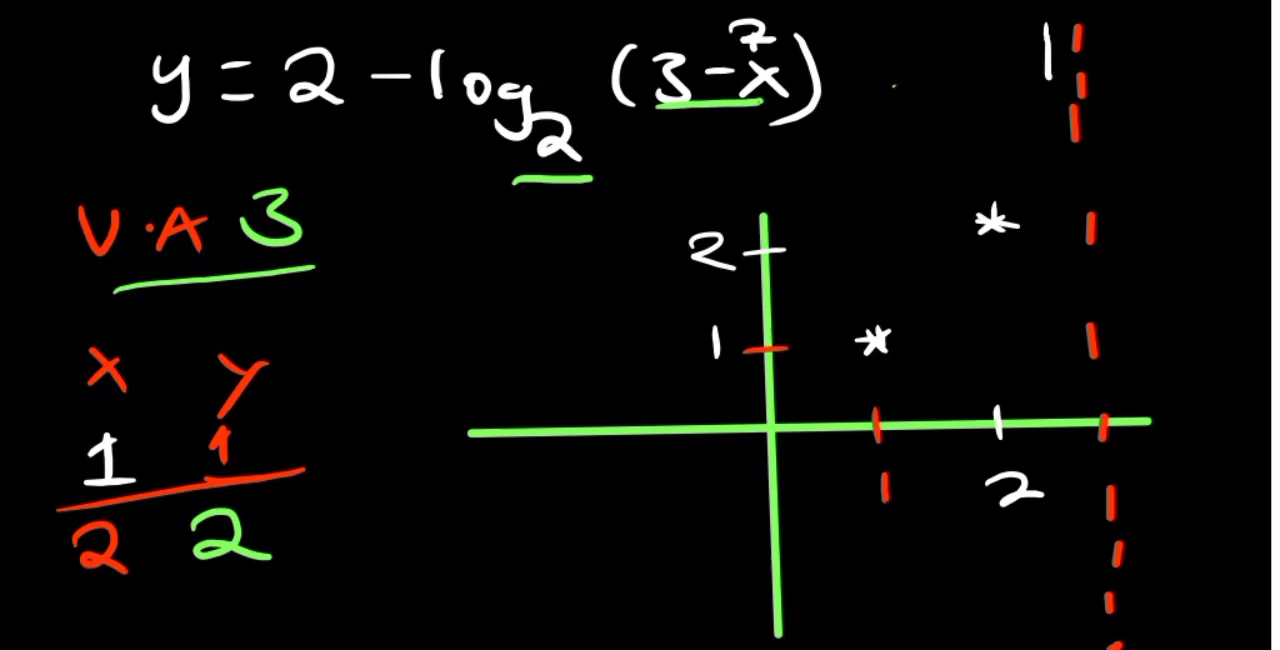 y = 2 - log₂ (3-x)
V.A 3
x y
1 1
2 2
2
1
1
2